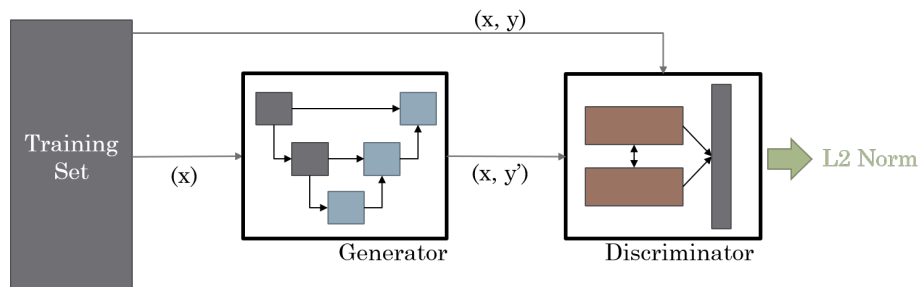 (x, y)
Training
Set
(x)
(x, y’)
L2 Norm
Generator
Discriminator